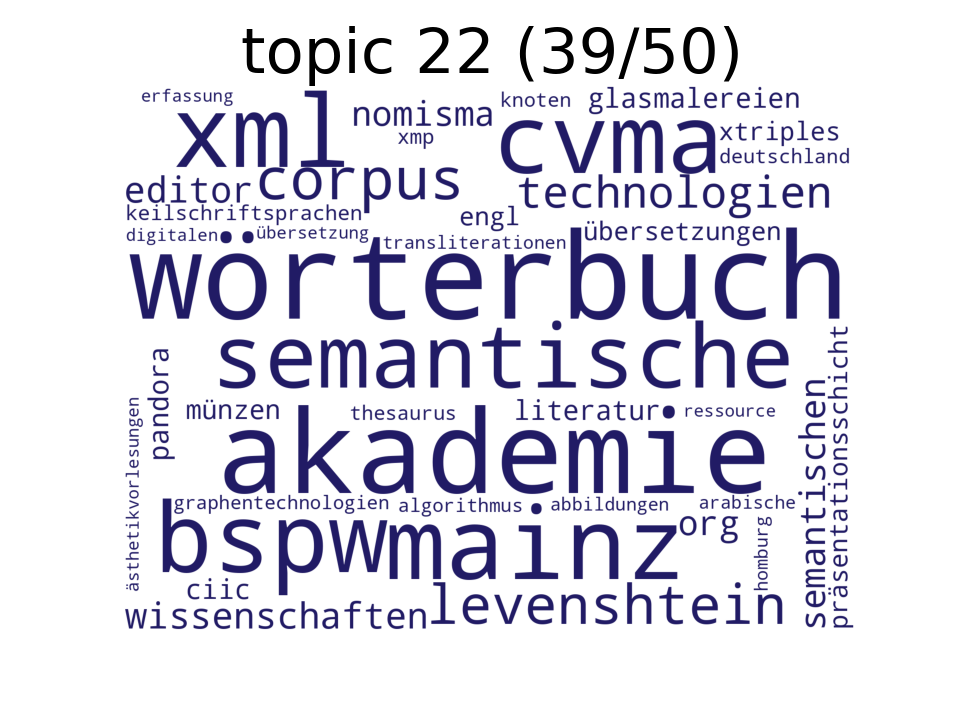 topic 22 (39/50)
erfassung
xml
nomisma
xmp
knoten
glasmalereien
cvma
xtriples
deutschland
editor
corpus
technologien
keilschriftsprachen
engl
digitalen
übersetzung
transliterationen
übersetzungen
wörterbuch
semantische
pandora
münzen
thesaurus
literatur
ressource
akademie
ästhetikvorlesungen
semantischen
präsentationsschicht
graphentechnologien
algorithmus
abbildungen
arabische
bspw
mainz
org
homburg
ciic
wissenschaften
levenshtein